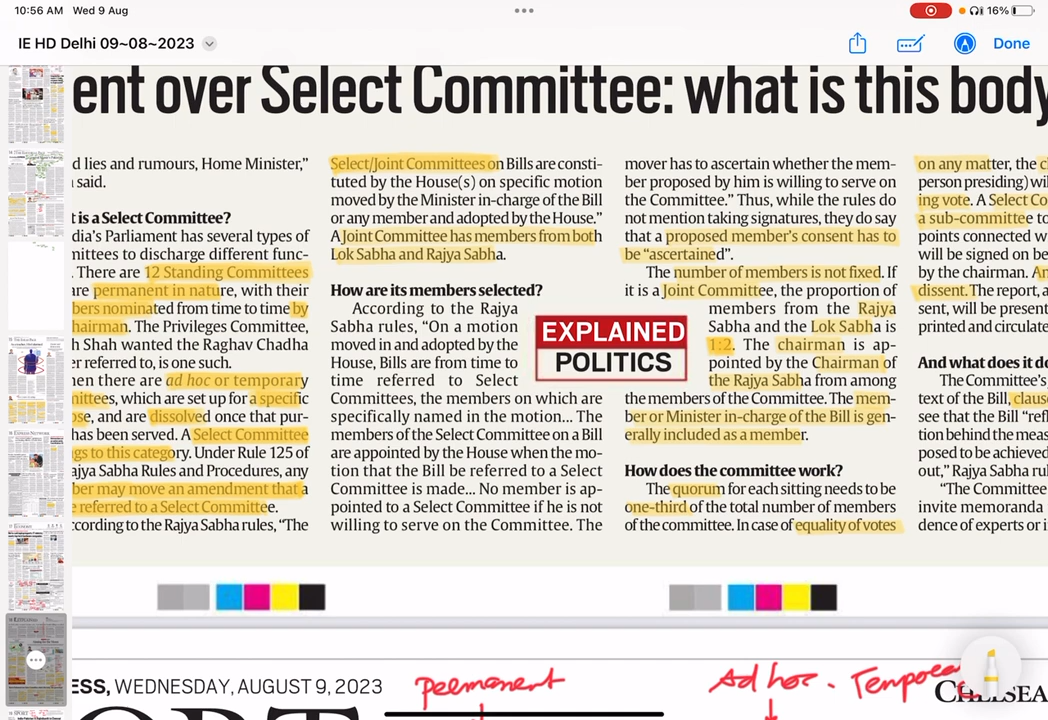 10:56 AM Wed 9 Aug
16%
IE HD Delhi 09~08~2023
Done
ent over Select Committee: what is this body
d lies and rumours, Home Minister,”
said.
t is a Select Committee?
dia's Parliament has several types of
mittees to discharge different func-
. There are 12 Standing Committees
are permanent in nature, with their
bers nominated from time to time by
hairman. The Privileges Committee,
h Shah wanted the Raghav Chadha
er referred to, is one such.
en there are ad hoc or temporary
mittees, which are set up for a specific
ose, and are dissolved once that pur-
has been served. A Select Committee
gs to this category. Under Rule 125 of
ajya Sabha Rules and Procedures, any
ber may move an amendment that a
e referred to a Select Committee.
ccording to the Rajya Sabha rules, “The
Select/Joint Committees on Bills are consti-
tuted by the House(s) on specific motion
moved by the Minister in-charge of the Bill
or any member and adopted by the House.”
A Joint Committee has members from both
Lok Sabha and Rajya Sabha.
How are its members selected?
According to the Rajya
Sabha rules, “On a motion
moved in and adopted by the
House, Bills are from time to
time referred to Select
Committees, the members on which are
specifically named in the motion... The
members of the Select Committee on a Bill
are appointed by the House when the mo-
tion that the Bill be referred to a Select
Committee is made... No member is ap-
pointed to a Select Committee if he is not
willing to serve on the Committee. The
EXPLAINED
POLITICS
mover has to ascertain whether the mem-
ber proposed by him is willing to serve on
the Committee.” Thus, while the rules do
not mention taking signatures, they do say
that a proposed member's consent has to
be “ascertained”.
The number of members is not fixed. If
it is a Joint Committee, the proportion of
members from the Rajya
Sabha and the Lok Sabha is
1:2. The chairman is ap-
pointed by the Chairman of
the Rajya Sabha from among
the members of the Committee. The mem-
ber or Minister in-charge of the Bill is gen-
erally included as a member.
How does the committee work?
The quorum for each sitting needs to be
one-third of the total number of members
of the committee. In case of equality of votes
on any matter, the c
person presiding) wil
ing vote. A Select Co
a sub-committee to
points connected w
will be signed on be
by the chairman. An
dissent. The report, a
sent, will be present
printed and circulate
And what does it do
The Committee's
text of the Bill, claus
see that the Bill “refl
tion behind the meas
posed to be achieved
out,” Rajya Sabha ru
“The Committee
invite memoranda
dence of experts or i
ESS, WEDNESDAY, AUGUST 9, 2023
permanent
Ad hoc.
CHELSEA